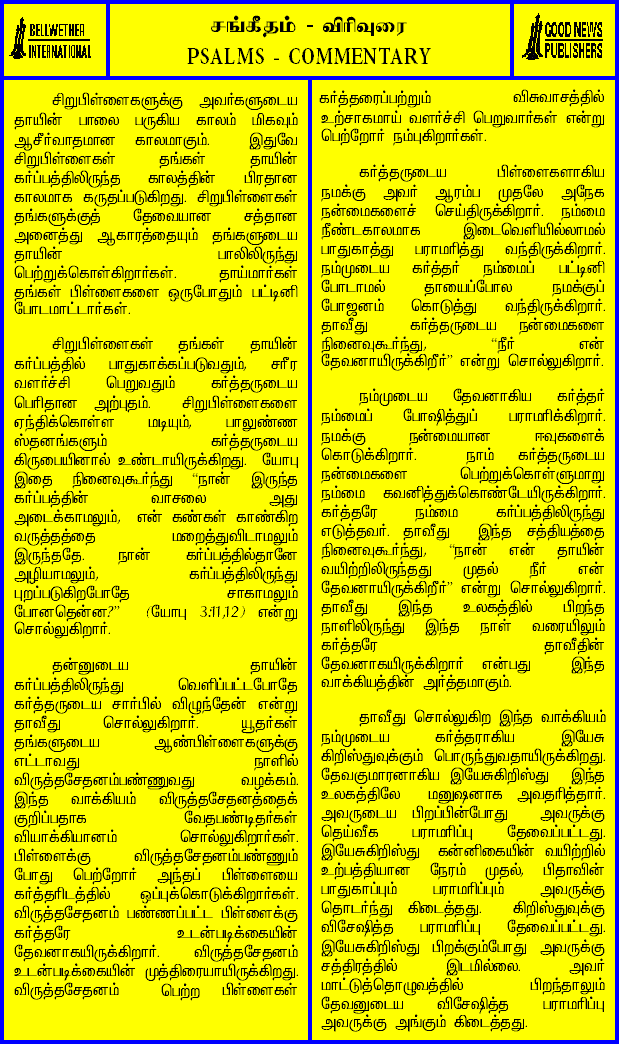 BELLWETHER
INTERNATIONAL
சங்கீதம் - விரிவுரை
PSALMS - COMMENTARY
GOOD NEWS
PUBLISHERS
சிறுபிள்ளைகளுக்கு அவர்களுடைய
தாயின் பாலை பருகிய காலம் மிகவும்
ஆசீர்வாதமான காலமாகும். இதுவே
சிறுபிள்ளைகள் தங்கள் தாயின்
கர்ப்பத்திலிருந்த காலத்தின் பிரதான
காலமாக கருதப்படுகிறது. சிறுபிள்ளைகள்
தங்களுக்குத் தேவையான சத்தான
அனைத்து ஆகாரத்தையும் தங்களுடைய
தாயின் பாலிலிருந்து
பெற்றுக்கொள்கிறார்கள். தாய்மார்கள்
தங்கள் பிள்ளைகளை ஒருபோதும் பட்டினி
போடமாட்டார்கள்.
சிறுபிள்ளைகள் தங்கள் தாயின்
கர்ப்பத்தில் பாதுகாக்கப்படுவதும், சரீர
வளர்ச்சி பெறுவதும் கர்த்தருடைய
பெரிதான அற்புதம். சிறுபிள்ளைகளை
ஏந்திக்கொள்ள மடியும், பாலுண்ண
ஸ்தனங்களும் கர்த்தருடைய
கிருபையினால் உண்டாயிருக்கிறது. யோபு
இதை நினைவுகூர்ந்து “நான் இருந்த
கர்ப்பத்தின் வாசலை அது
அடைக்காமலும், என் கண்கள் காண்கிற
வருத்தத்தை மறைத்துவிடாமலும்
இருந்ததே. நான் கர்ப்பத்தில்தானே
அழியாமலும், கர்ப்பத்திலிருந்து
புறப்படுகிறபோதே சாகாமலும்
போனதென்ன?” (யோபு 3:11,12) என்று
சொல்லுகிறார்.
தன்னுடைய தாயின்
கர்ப்பத்திலிருந்து வெளிப்பட்டபோதே
கர்த்தருடைய சார்பில் விழுந்தேன் என்று
தாவீது சொல்லுகிறார். யூதர்கள்
தங்களுடைய ஆண்பிள்ளைகளுக்கு
எட்டாவது நாளில்
விருத்தசேதனம்பண்ணுவது வழக்கம்.
இந்த வாக்கியம் விருத்தசேதனத்தைக்
குறிப்பதாக வேதபண்டிதர்கள்
வியாக்கியானம் சொல்லுகிறார்கள்.
பிள்ளைக்கு விருத்தசேதனம்பண்ணும்
போது பெற்றோர் அந்தப் பிள்ளையை
கர்த்தரிடத்தில் ஒப்புக்கொடுக்கிறார்கள்.
விருத்தசேதனம் பண்ணப்பட்ட பிள்ளைக்கு
கர்த்தரே உடன்படிக்கையின்
தேவனாகயிருக்கிறார். விருத்தசேதனம்
உடன்படிக்கையின் முத்திரையாயிருக்கிறது.
விருத்தசேதனம் பெற்ற பிள்ளைகள்
கர்த்தரைப்பற்றும் விசுவாசத்தில்
உற்சாகமாய் வளர்ச்சி பெறுவார்கள் என்று
பெற்றோர் நம்புகிறார்கள்.
கர்த்தருடைய பிள்ளைகளாகிய
நமக்கு அவர் ஆரம்ப முதலே அநேக
நன்மைகளைச் செய்திருக்கிறார். நம்மை
நீண்டகாலமாக இடைவெளியில்லாமல்
பாதுகாத்து பராமரித்து வந்திருக்கிறார்.
நம்முடைய கர்த்தர் நம்மைப் பட்டினி
போடாமல் தாயைப்போல நமக்குப்
போஜனம் கொடுத்து வந்திருக்கிறார்.
தாவீது கர்த்தருடைய நன்மைகளை
நினைவுகூர்ந்து, “நீர் என்
தேவனாயிருக்கிறீர்” என்று சொல்லுகிறார்.
நம்முடைய தேவனாகிய கர்த்தர்
நம்மைப் போஷித்துப் பராமரிக்கிறார்.
நமக்கு நன்மையான ஈவுகளைக்
கொடுக்கிறார். நாம் கர்த்தருடைய
நன்மைகளை பெற்றுக்கொள்ளுமாறு
நம்மை கவனித்துக்கொண்டேயிருக்கிறார்.
கர்த்தரே நம்மை கர்ப்பத்திலிருந்து
எடுத்தவர். தாவீது இந்த சத்தியத்தை
நினைவுகூர்ந்து, “நான் என் தாயின்
வயிற்றிலிருந்தது முதல் நீர் என்
தேவனாயிருக்கிறீர்” என்று சொல்லுகிறார்.
தாவீது இந்த உலகத்தில் பிறந்த
நாளிலிருந்து இந்த நாள் வரையிலும்
கர்த்தரே தாவீதின்
தேவனாகயிருக்கிறார் என்பது இந்த
வாக்கியத்தின் அர்த்தமாகும்.
தாவீது சொல்லுகிற இந்த வாக்கியம்
நம்முடைய கர்த்தராகிய இயேசு
கிறிஸ்துவுக்கும் பொருந்துவதாயிருக்கிறது.
தேவகுமாரனாகிய இயேசுகிறிஸ்து இந்த
உலகத்திலே மனுஷனாக அவதரித்தார்.
அவருடைய பிறப்பின்போது அவருக்கு
தெய்வீக பராமரிப்பு தேவைப்பட்டது.
இயேசுகிறிஸ்து கன்னிகையின் வயிற்றில்
உற்பத்தியான நேரம் முதல், பிதாவின்
பாதுகாப்பும் பராமரிப்பும் அவருக்கு
தொடர்ந்து கிடைத்தது. கிறிஸ்துவுக்கு
விசேஷித்த பராமரிப்பு தேவைப்பட்டது.
இயேசுகிறிஸ்து பிறக்கும்போது அவருக்கு
சத்திரத்தில் இடமில்லை. அவர்
மாட்டுத்தொழுவத்தில் பிறந்தாலும்
தேவனுடைய விசேஷித்த பராமரிப்பு
அவருக்கு அங்கும் கிடைத்தது.